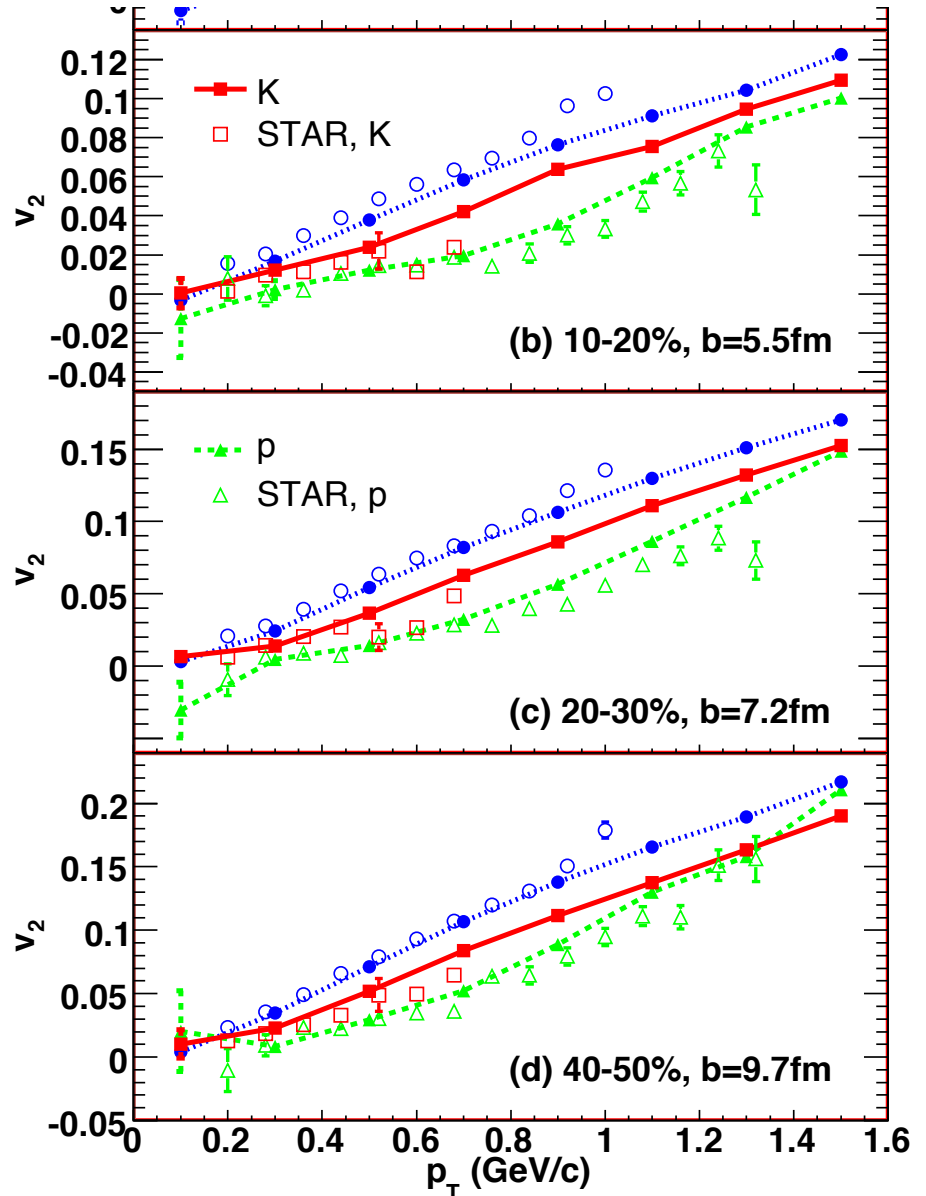 0
0.12
0.1
0.08
0.06
0.04
0.02
0
-0.02
-0.04
v2
K
STAR, K
(b) 10-20%, b=5.5fm
0.15
0.1
0.05
0
v2
p
STAR, p
(c) 20-30%, b=7.2fm
0.2
0.15
0.1
0.05
0
-0.05
v2
(d) 40-50%, b=9.7fm
0 0.2 0.4 0.6 0.8 1 1.2 1.4 1.6
pT (GeV/c)